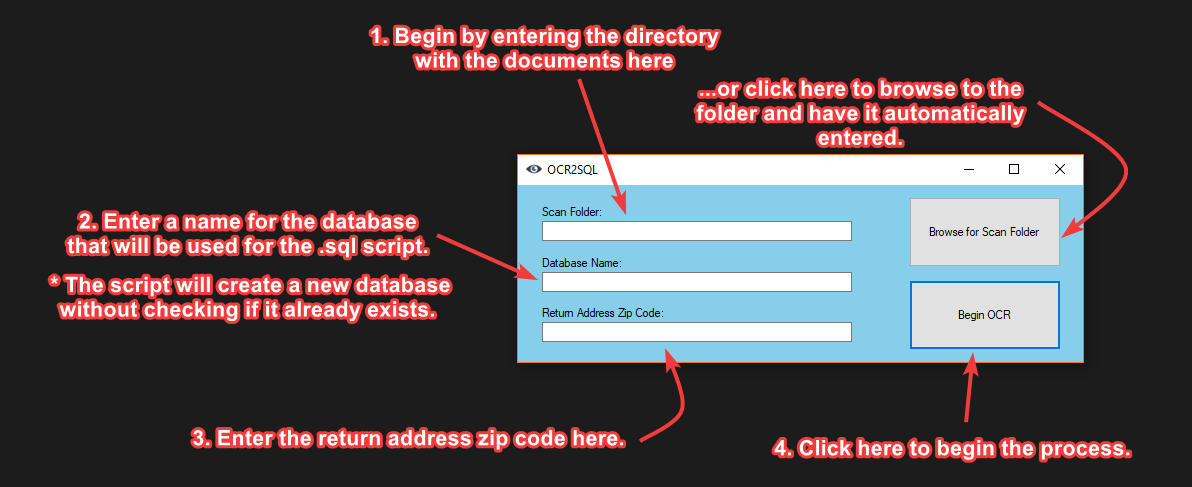 1. Begin by entering the directory
with the documents here
...or click here to browse to the
folder and have it automatically
entered.
OCR2SQL
2. Enter a name for the database
that will be used for the .sql script.
* The script will create a new database
without checking if it already exists.
Scan Folder:
Browse for Scan Folder
Database Name:
Return Address Zip Code:
Begin OCR
3. Enter the return address zip code here.
4. Click here to begin the process.